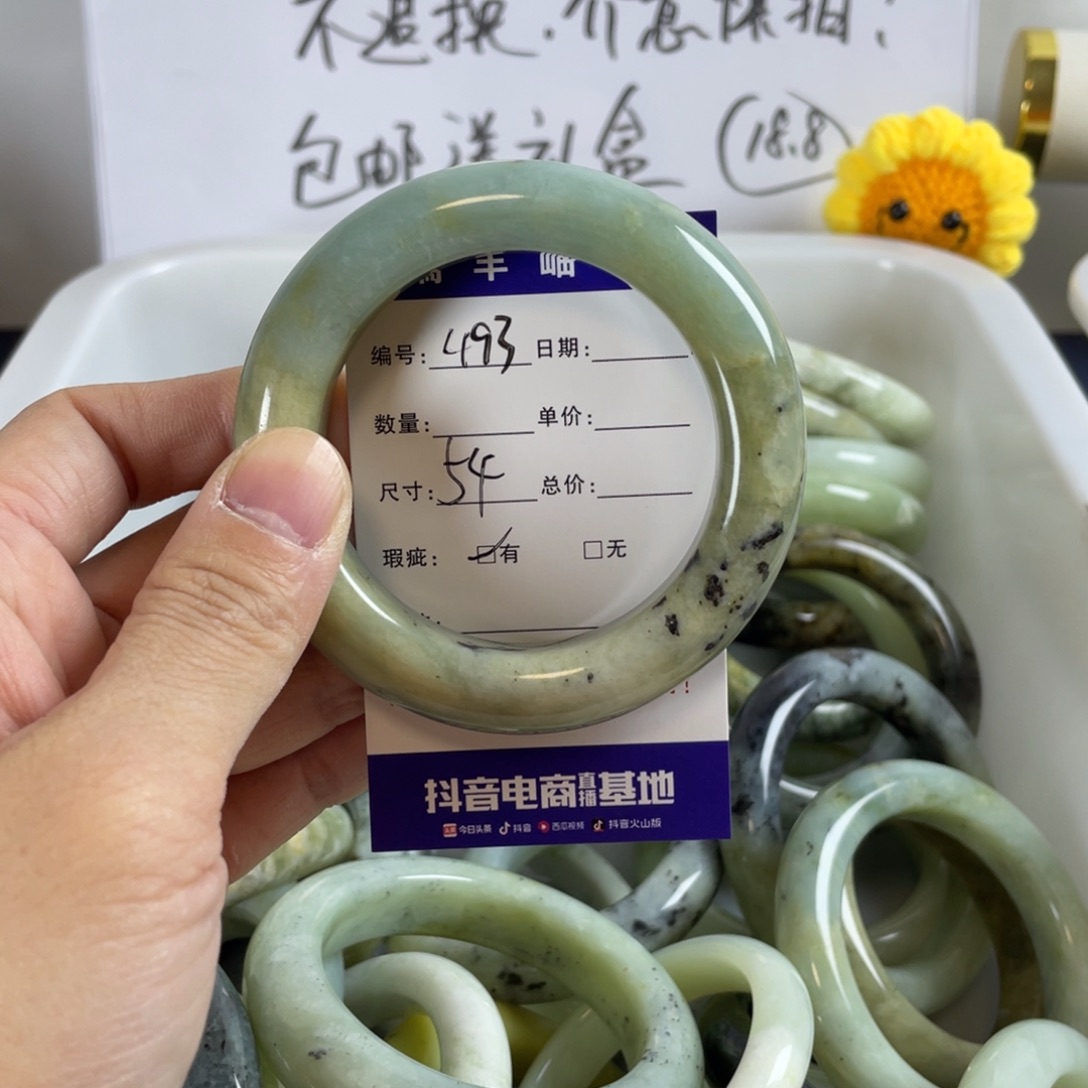 不退换.介意慎拍!
包邮送礼盒 (18.8)
编号: 493 日期:
数量: 单价:
尺寸: 54 总价:
瑕疵: ☑有 □无
!
抖音电商直播基地
头条 今日头条 抖音 西瓜视频 抖音火山版